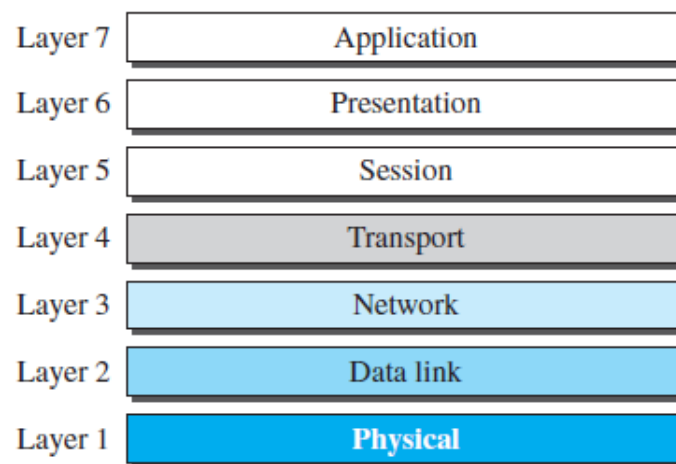 Layer 7 Application
Layer 6 Presentation
Layer 5 Session
Layer 4 Transport
Layer 3 Network
Layer 2 Data link
Layer 1 Physical